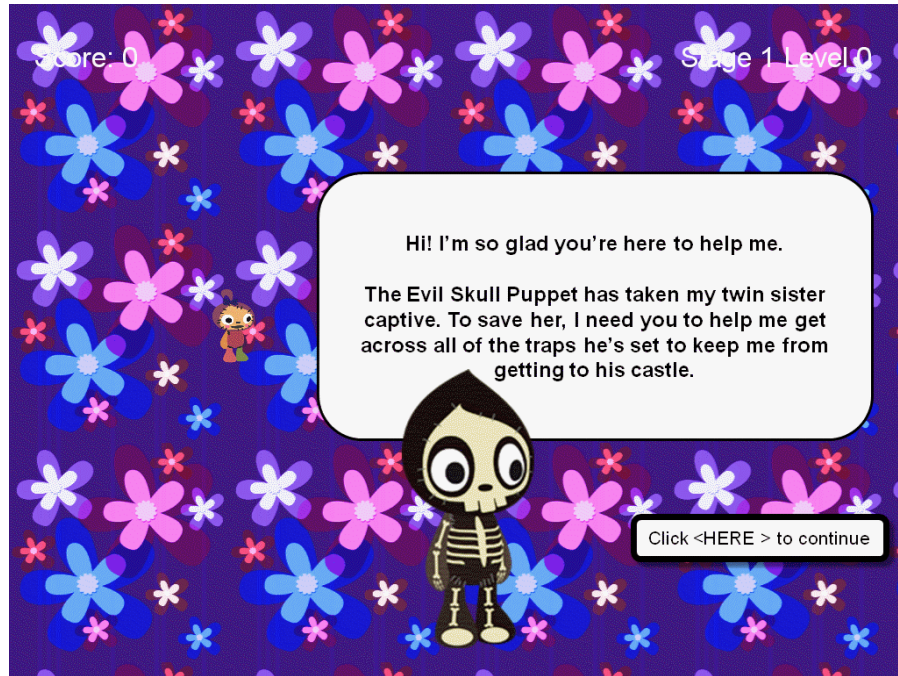 Score: 0
Stage 1 Level 0
Hi! I'm so glad you're here to help me.
The Evil Skull Puppet has taken my twin sister
captive. To save her, I need you to help me get
across all of the traps he's set to keep me from
getting to his castle.
Click <HERE > to continue